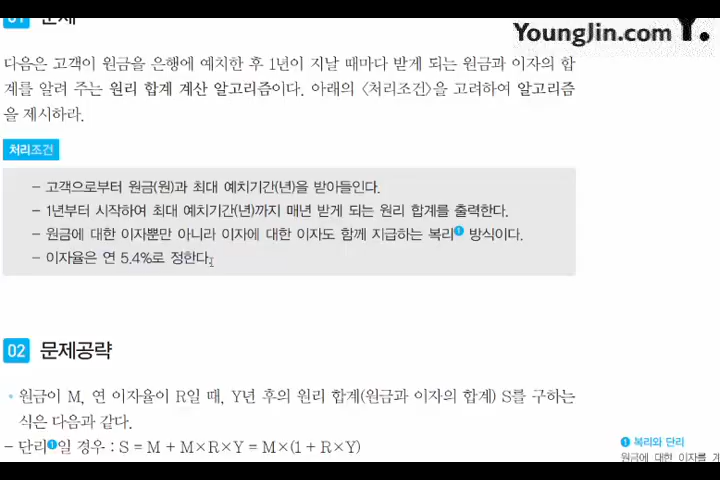 01 문제
YoungJin.com Y.
다음은 고객이 원금을 은행에 예치한 후 1년이 지날 때마다 받게 되는 원금과 이자의 합
계를 알려 주는 원리 합계 계산 알고리즘이다. 아래의 <처리조건>을 고려하여 알고리즘
을 제시하라.
처리조건
– 고객으로부터 원금(원)과 최대 예치기간(년)을 받아들인다.
– 1년부터 시작하여 최대 예치기간(년)까지 매년 받게 되는 원리 합계를 출력한다.
– 원금에 대한 이자뿐만 아니라 이자에 대한 이자도 함께 지급하는 복리❶ 방식이다.
– 이자율은 연 5.4%로 정한다.
02 문제공략
• 원금이 M, 연 이자율이 R일 때, Y년 후의 원리 합계(원금과 이자의 합계) S를 구하는
식은 다음과 같다.
– 단리❶일 경우 : S = M + M×R×Y = M×(1 + R×Y)
❶ 복리와 단리
원금에 대한 이자를 계